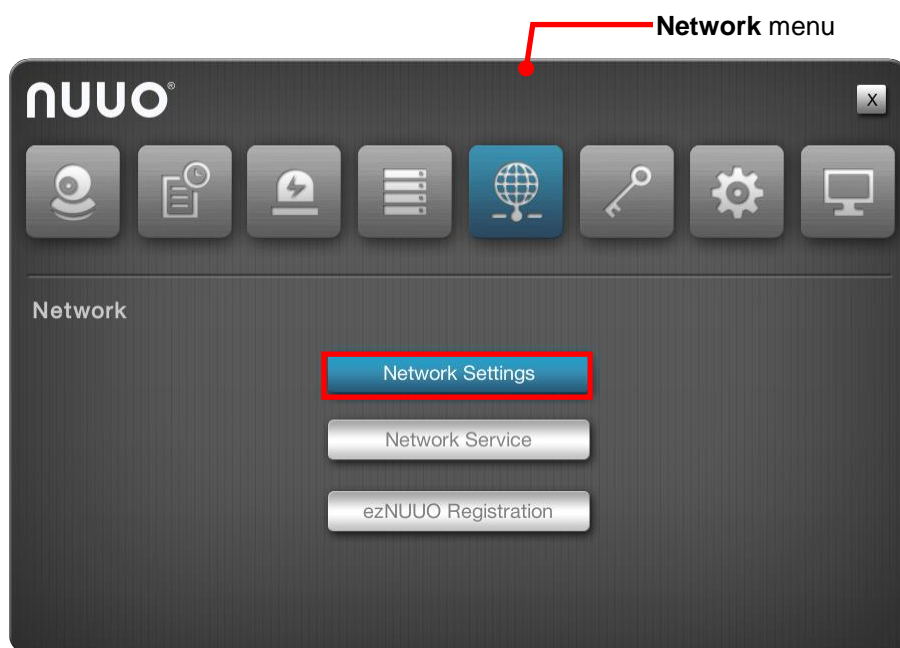 Network menu
nuuo®
X
Network
Network Settings
Network Service
ezNUUO Registration